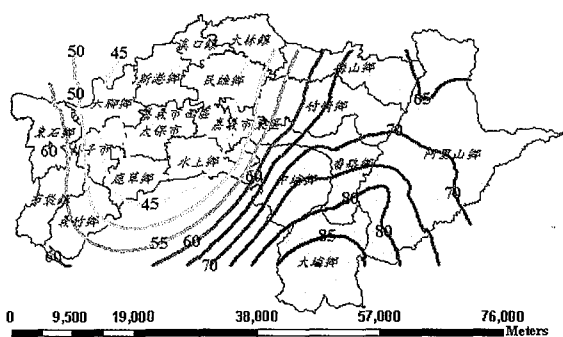 溪口鄉
大林鎮
50
45
新港鄉
民雄鄉
梅山鄉
65
50
六腳鄉
竹崎鄉
東石鄉
朴子市
太保市
嘉義市西區
嘉義市東區
70
60
水上鄉
鹿草鄉
中埔鄉
番路鄉
阿里山鄉
60
布袋鎮
義竹鄉
45
80
70
55
60
85
80
60
70
大埔鄉
0
9,500
19,000
38,000
57,000
76,000
Meters